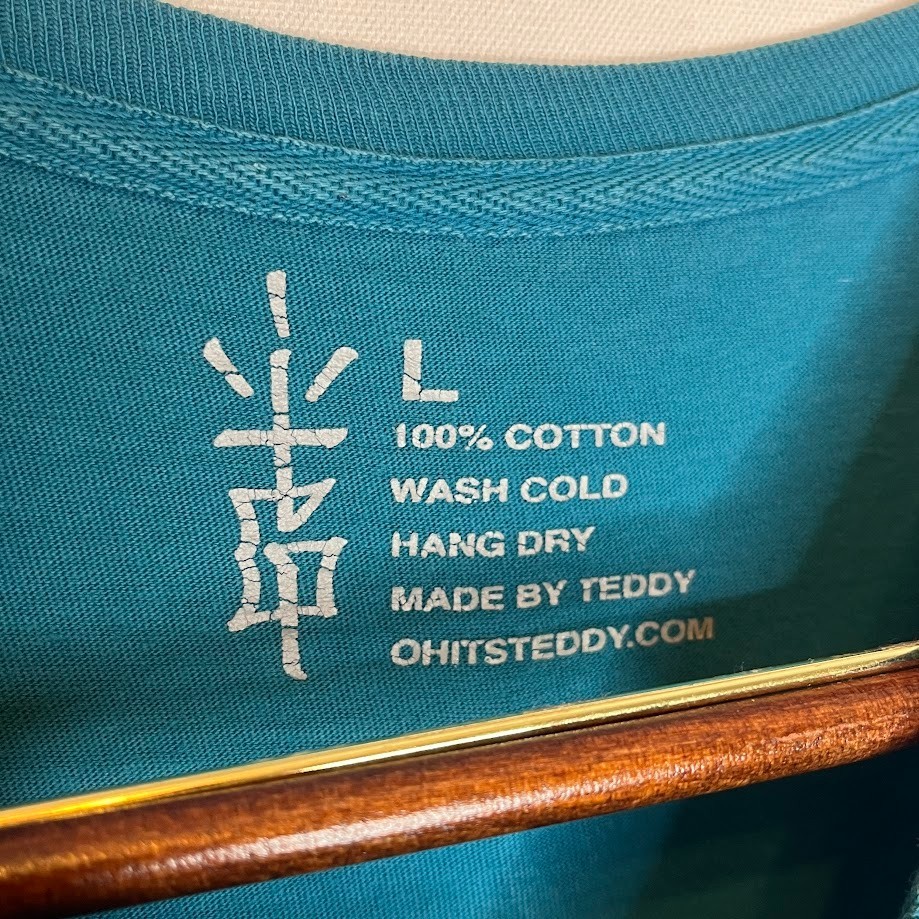 L
100% COTTON
WASH COLD
HANG DRY
MADE BY TEDDY
OHITSTEDDY.COM